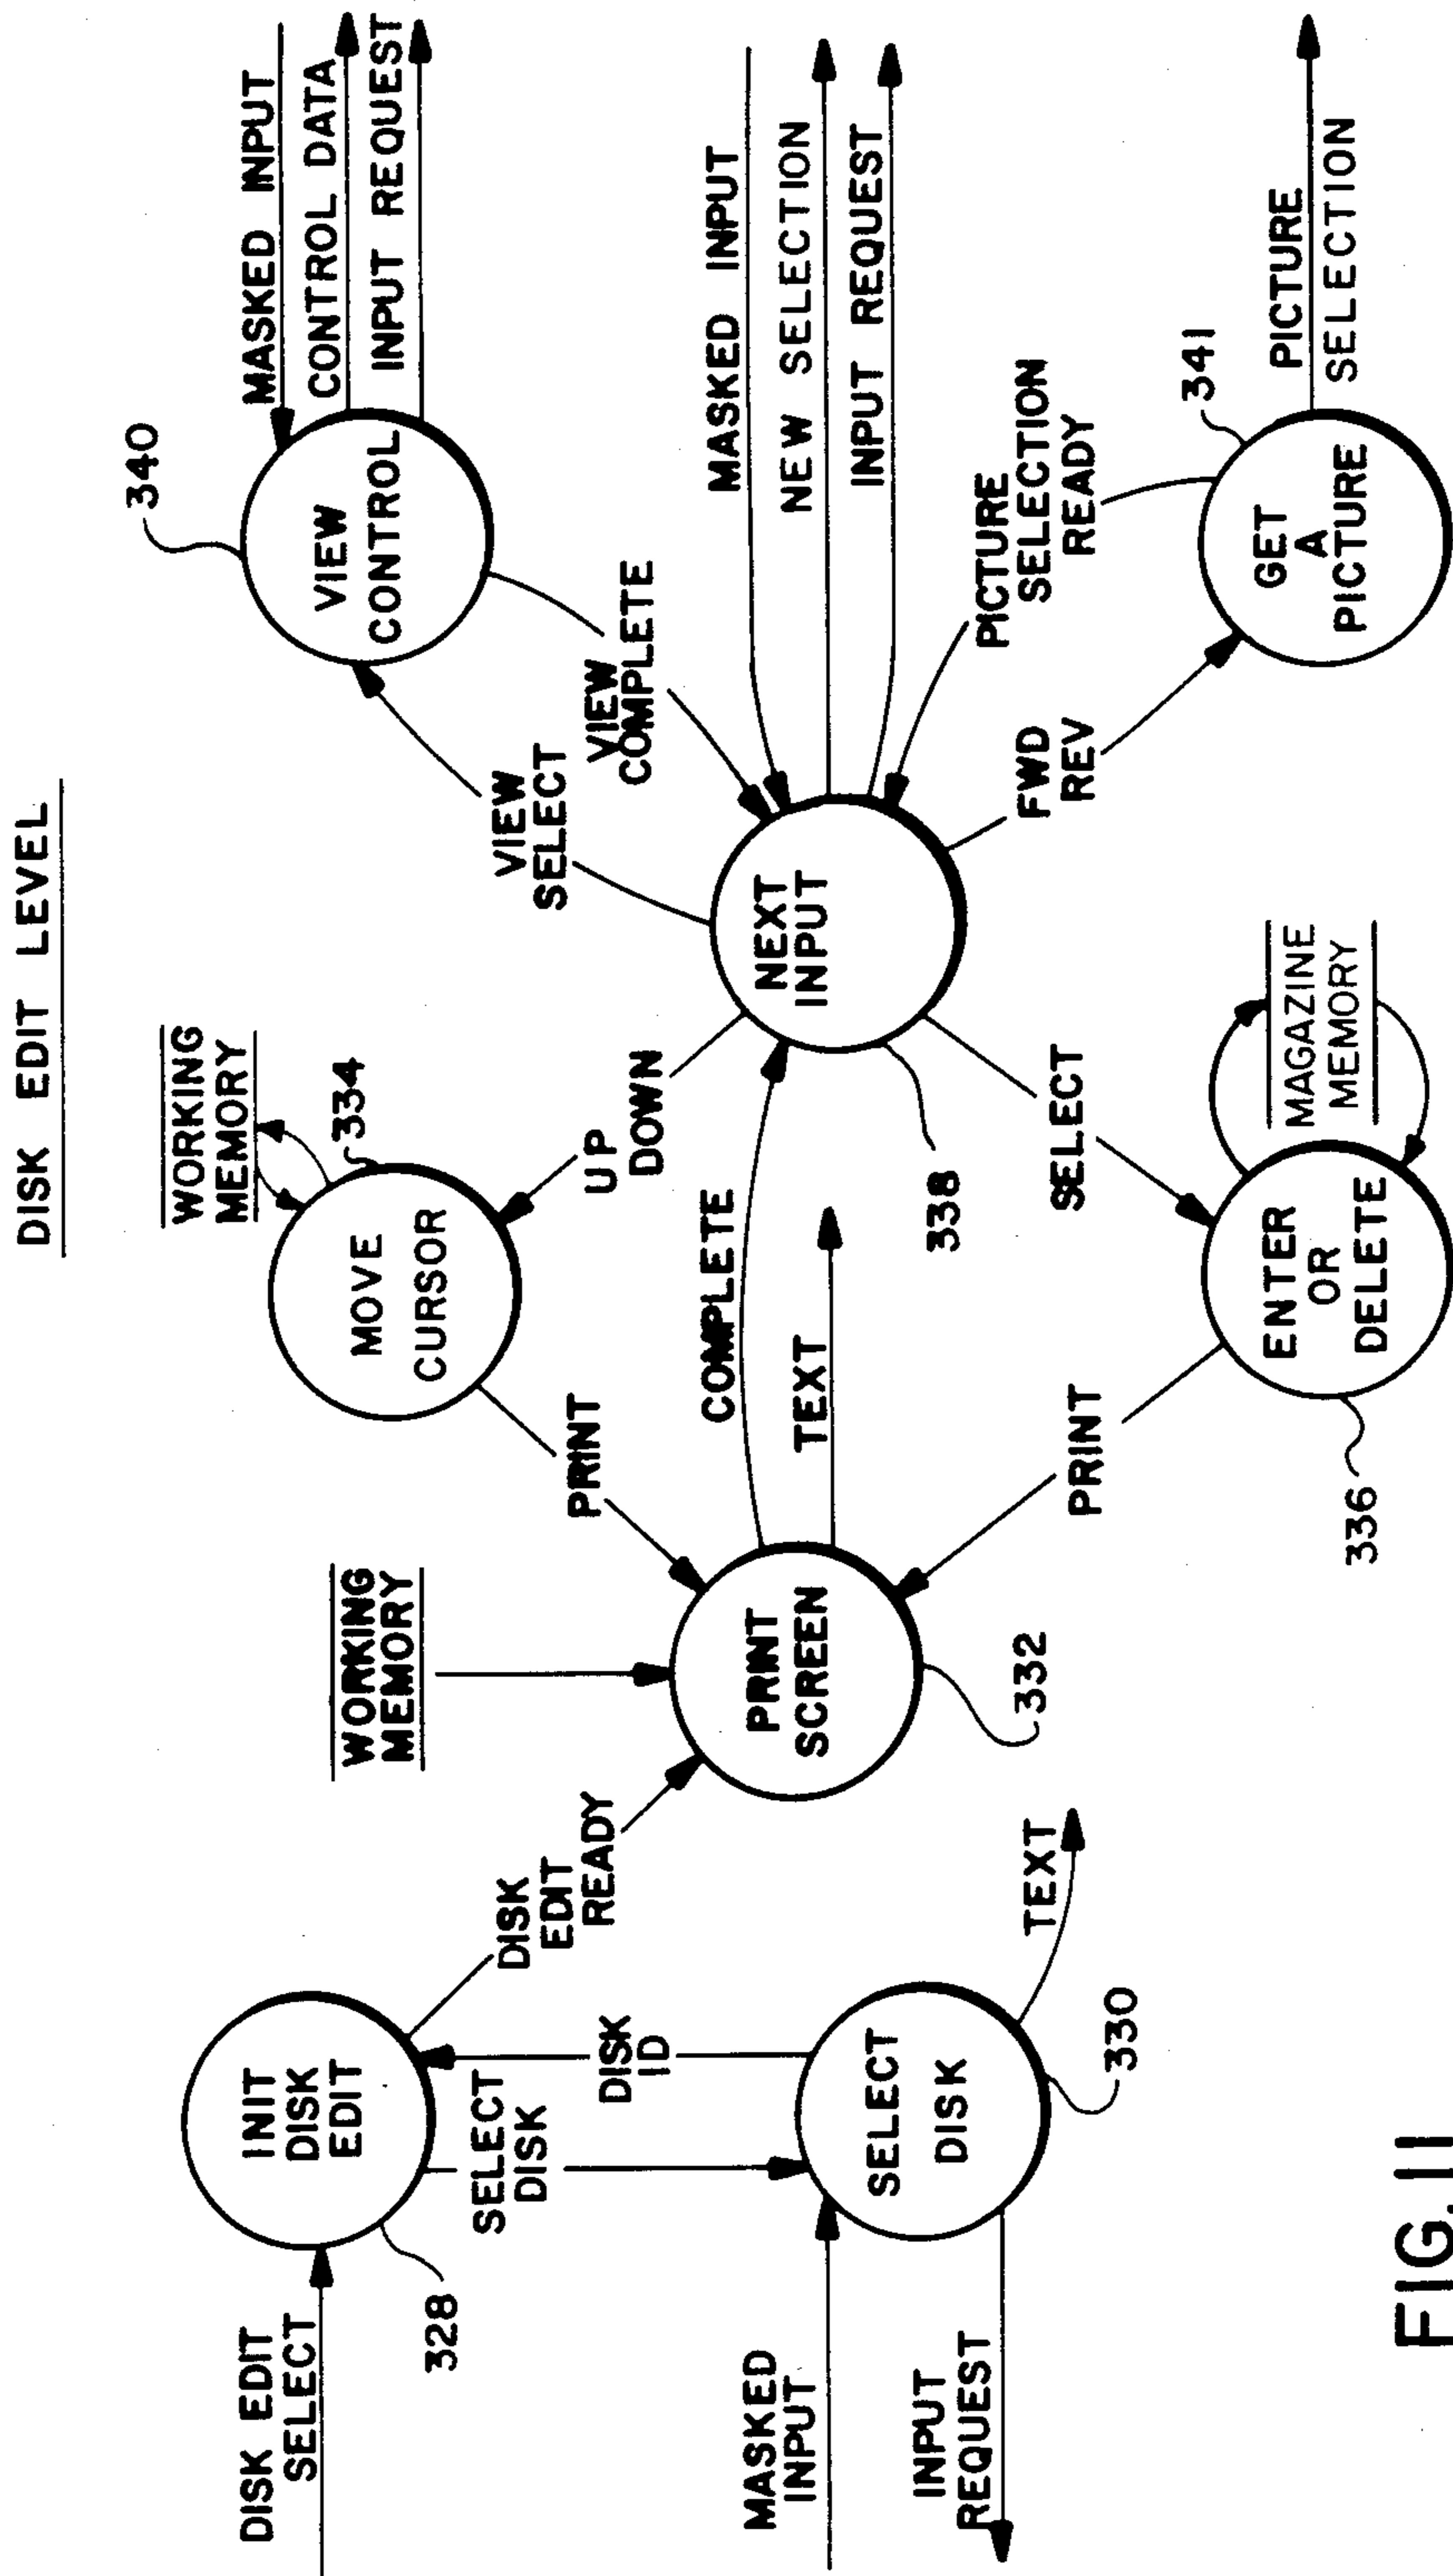 DISK EDIT LEVEL
DISK EDIT
SELECT
328
INIT
DISK
EDIT
SELECT
DISK
DISK
ID
MASKED
INPUT
INPUT
REQUEST
SELECT
DISK
330
TEXT
DISK
EDIT
READY
WORKING
MEMORY
PRINT
SCREEN
332
PRINT
MOVE
CURSOR
334
WORKING
MEMORY
UP
DOWN
COMPLETE
TEXT
PRINT
336
ENTER
OR
DELETE
MAGAZINE
MEMORY
SELECT
338
NEXT
INPUT
VIEW
SELECT
VIEW
COMPLETE
340
VIEW
CONTROL
MASKED INPUT
CONTROL DATA
INPUT REQUEST
MASKED INPUT
NEW SELECTION
INPUT REQUEST
FWD
REV
PICTURE
SELECTION
READY
341
GET
A
PICTURE
PICTURE
SELECTION
FIG. 11